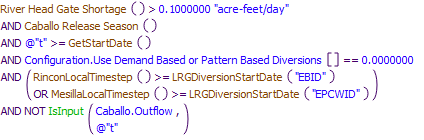 River Head Gate Shortage () > 0.1000000 "acre-feet/day"
AND Caballo Release Season ()
AND @"t" >= GetStartDate ()
AND Configuration.Use Demand Based or Pattern Based Diversions [] == 0.0000000
AND ( RinconLocalTimestep () >= LRGDiversionStartDate ("EBID")
OR MesillaLocalTimestep () >= LRGDiversionStartDate ("EPCWID") )
AND NOT IsInput ( Caballo.Outflow ,
@"t" )